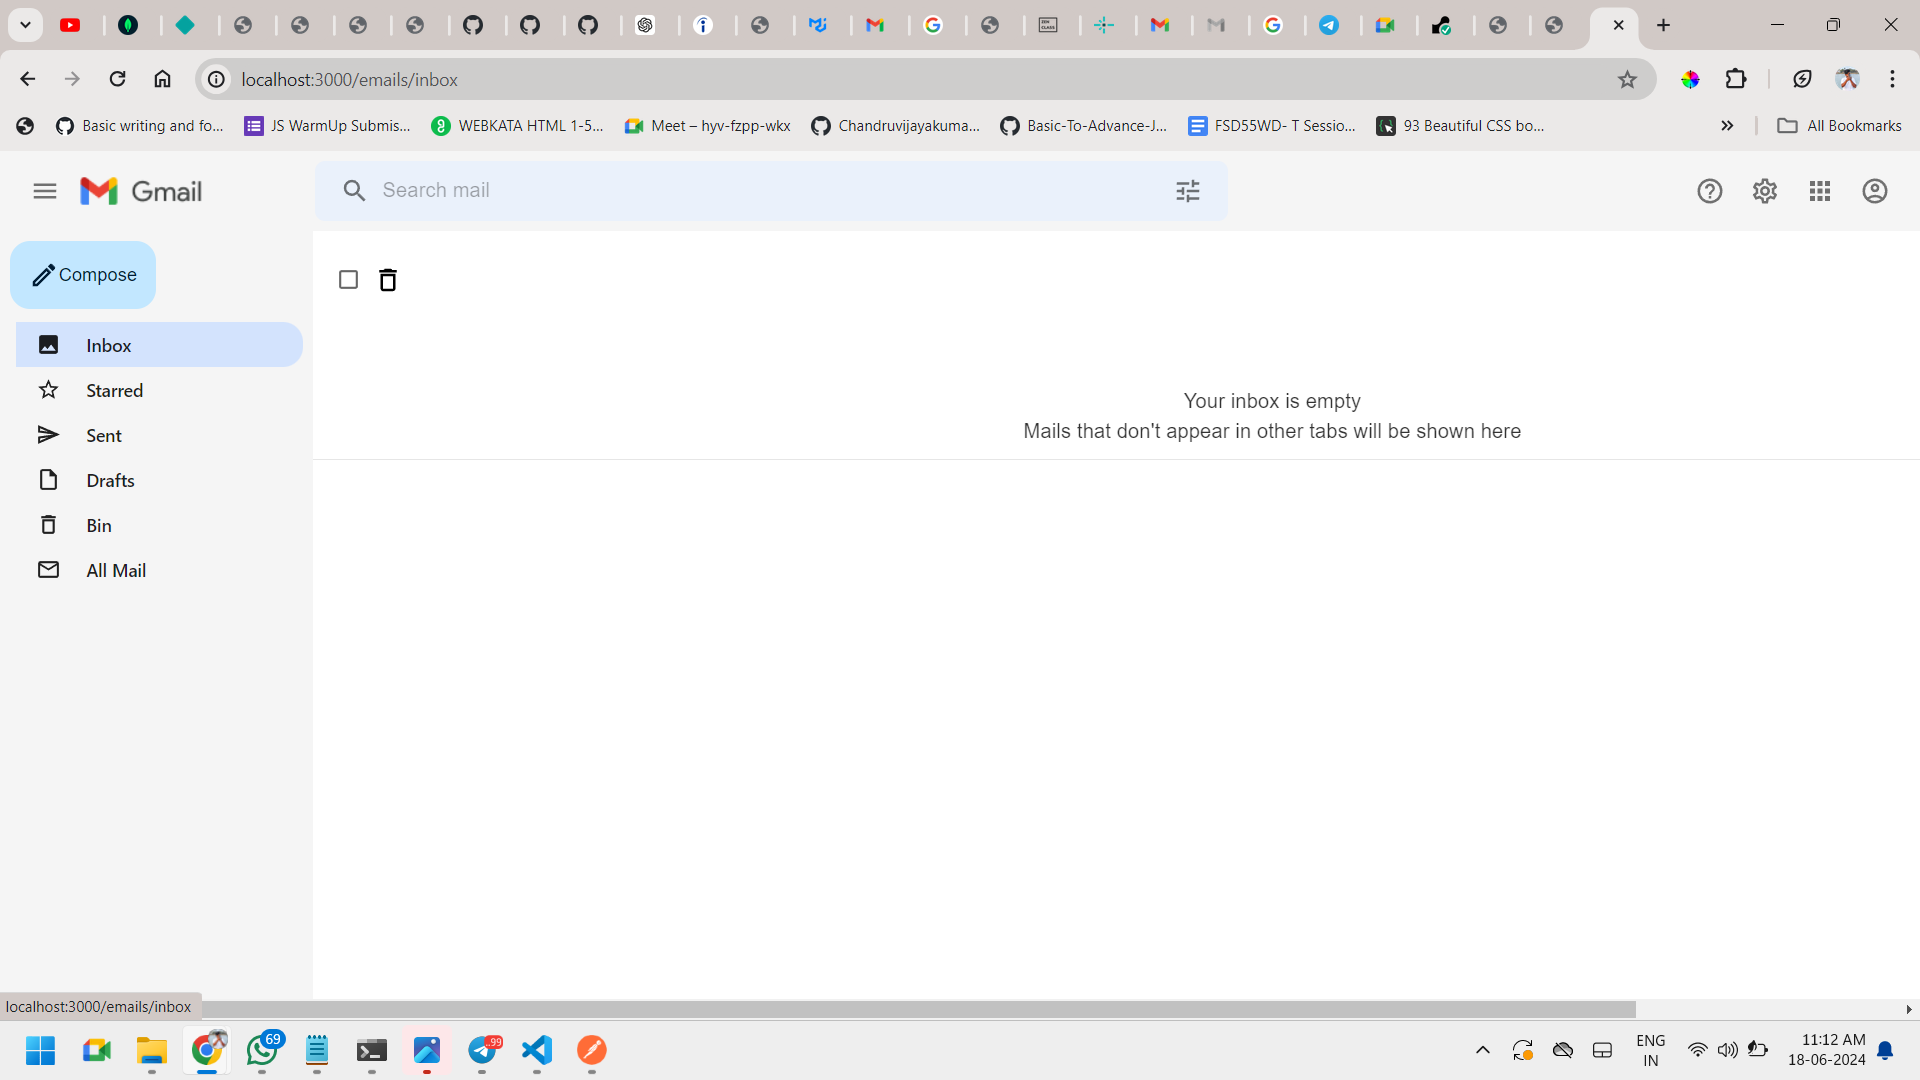 localhost:3000/emails/inbox
Basic writing and fo...
JS WarmUp Submis...
WEBKATA HTML 1-5...
Meet – hyv-fzpp-wkx
Chandruvijayakuma...
Basic-To-Advance-J...
FSD55WD- T Sessio...
93 Beautiful CSS bo...
All Bookmarks
Gmail
Search mail
Compose
Inbox
Starred
Sent
Drafts
Bin
All Mail
Your inbox is empty
Mails that don't appear in other tabs will be shown here
localhost:3000/emails/inbox
69
..99
ENG
IN
11:12 AM
18-06-2024